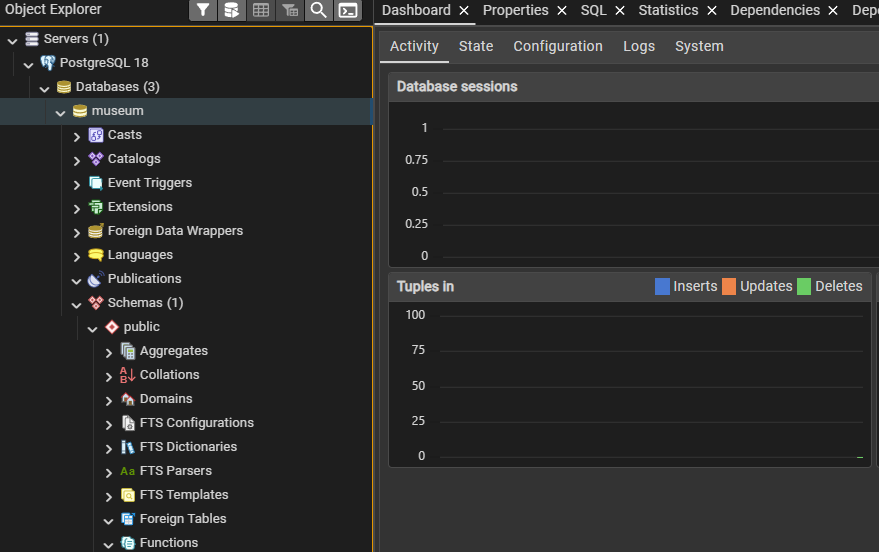 Object Explorer
Servers (1)
PostgreSQL 18
Databases (3)
museum
Casts
Catalogs
Event Triggers
Extensions
Foreign Data Wrappers
Languages
Publications
Schemas (1)
public
Aggregates
Collations
Domains
FTS Configurations
FTS Dictionaries
Aa FTS Parsers
FTS Templates
Foreign Tables
Functions
Dashboard Properties SQL Statistics Dependencies Depe
Activity State Configuration Logs System
Database sessions
1
0.75
0.5
0.25
0
Tuples in Inserts Updates Deletes
100
75
50
25
0